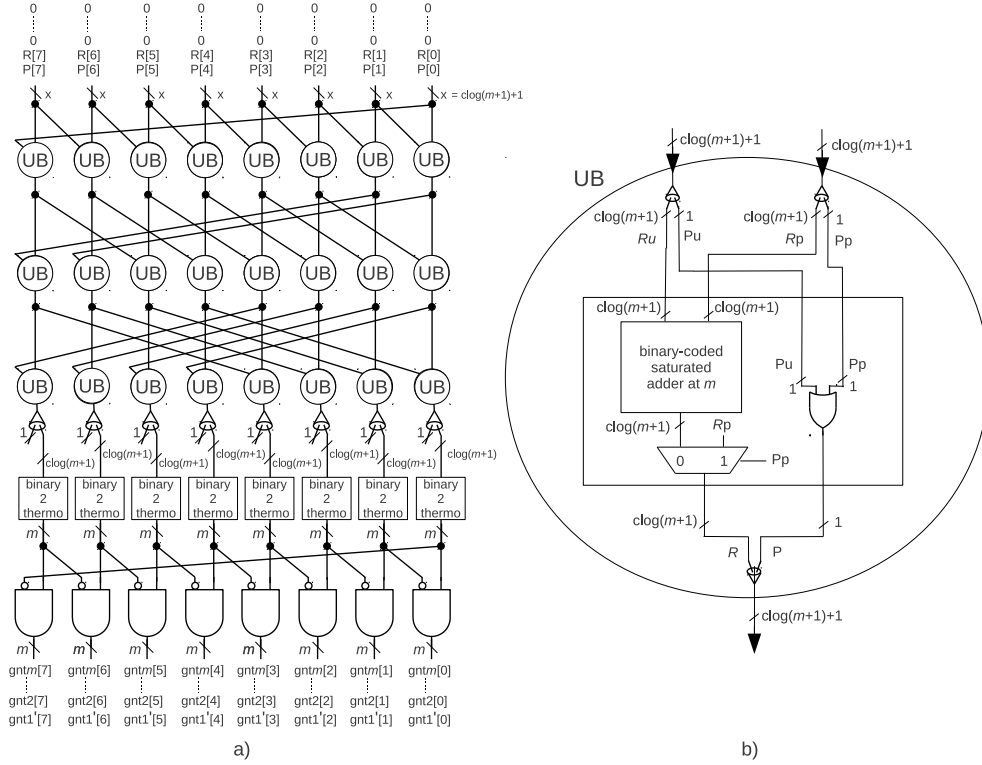 0 0 0 0 0 0 0 0
0 0 0 0 0 0 0 0
R[7] R[6] R[5] R[4] R[3] R[2] R[1] R[0]
P[7] P[6] P[5] P[4] P[3] P[2] P[1] P[0]
x x x x x x x x = clog(m+1)+1
UB UB UB UB UB UB UB UB
UB UB UB UB UB UB UB UB
UB UB UB UB UB UB UB UB
1 1 1 1 1 1 1 1
clog(m+1) clog(m+1) clog(m+1) clog(m+1) clog(m+1) clog(m+1) clog(m+1) clog(m+1)
binary binary binary binary binary binary binary binary
2 2 2 2 2 2 2 2
thermo thermo thermo thermo thermo thermo thermo thermo
m m m m m m m m
m m m m m m m m
gntm[7] gntm[6] gntm[5] gntm[4] gntm[3] gntm[2] gntm[1] gntm[0]
gnt2[7] gnt2[6] gnt2[5] gnt2[4] gnt2[3] gnt2[2] gnt2[1] gnt2[0]
gnt1'[7] gnt1'[6] gnt1'[5] gnt1'[4] gnt1'[3] gnt1'[2] gnt1'[1] gnt1'[0]
a)
clog(m+1)+1 clog(m+1)+1
UB
clog(m+1) 1 clog(m+1) 1
Ru Pu Rp Pp
clog(m+1) clog(m+1)
binary-coded
saturated
adder at m
Pu Pp
1 1
clog(m+1) Rp
0 1 Pp
clog(m+1) 1
R P
clog(m+1)+1
b)